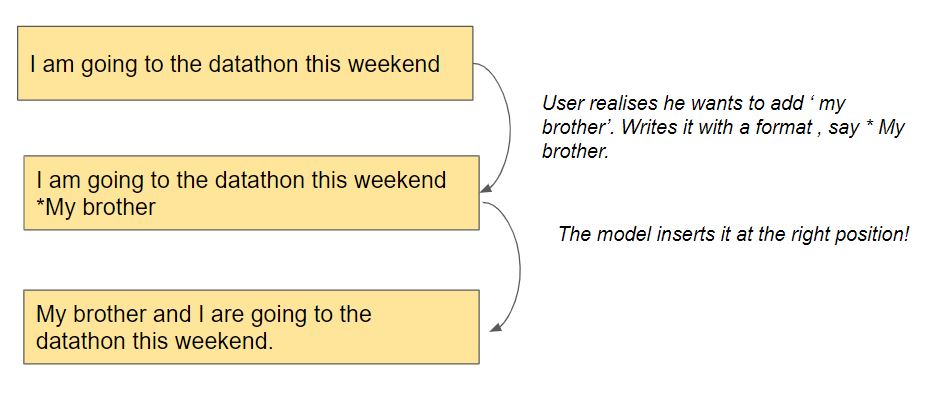 I am going to the datathon this weekend
User realises he wants to add ‘ my
brother’. Writes it with a format , say * My
brother.
I am going to the datathon this weekend
*My brother
The model inserts it at the right position!
My brother and I are going to the
datathon this weekend.